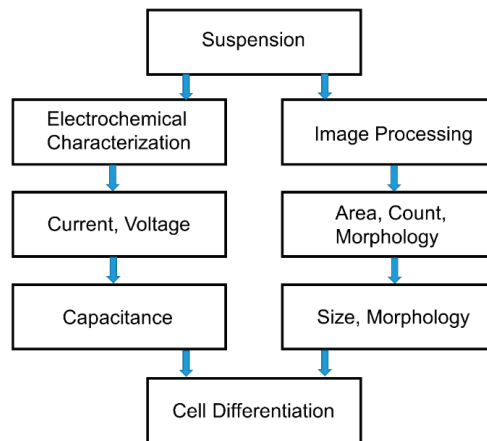 Suspension
Electrochemical
Characterization
Image Processing
Current, Voltage
Area, Count,
Morphology
Capacitance
Size, Morphology
Cell Differentiation